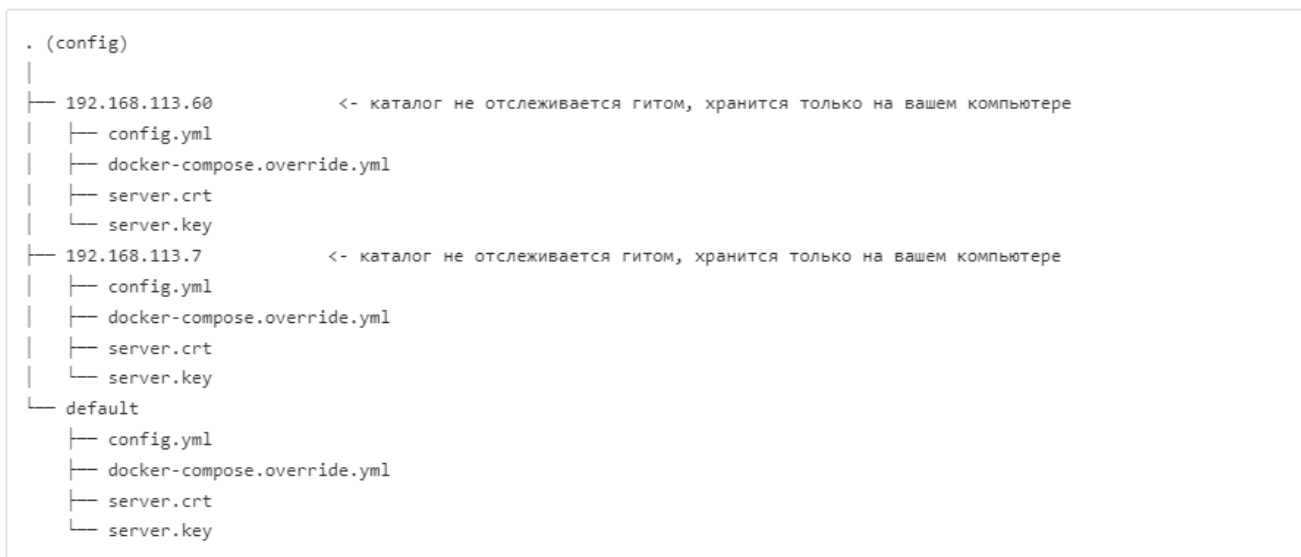 . (config)
│
├── 192.168.113.60 <- каталог не отслеживается гитом, хранится только на вашем компьютере
│   ├── config.yml
│   ├── docker-compose.override.yml
│   ├── server.crt
│   └── server.key
├── 192.168.113.7 <- каталог не отслеживается гитом, хранится только на вашем компьютере
│   ├── config.yml
│   ├── docker-compose.override.yml
│   ├── server.crt
│   └── server.key
└── default
    ├── config.yml
    ├── docker-compose.override.yml
    ├── server.crt
    └── server.key